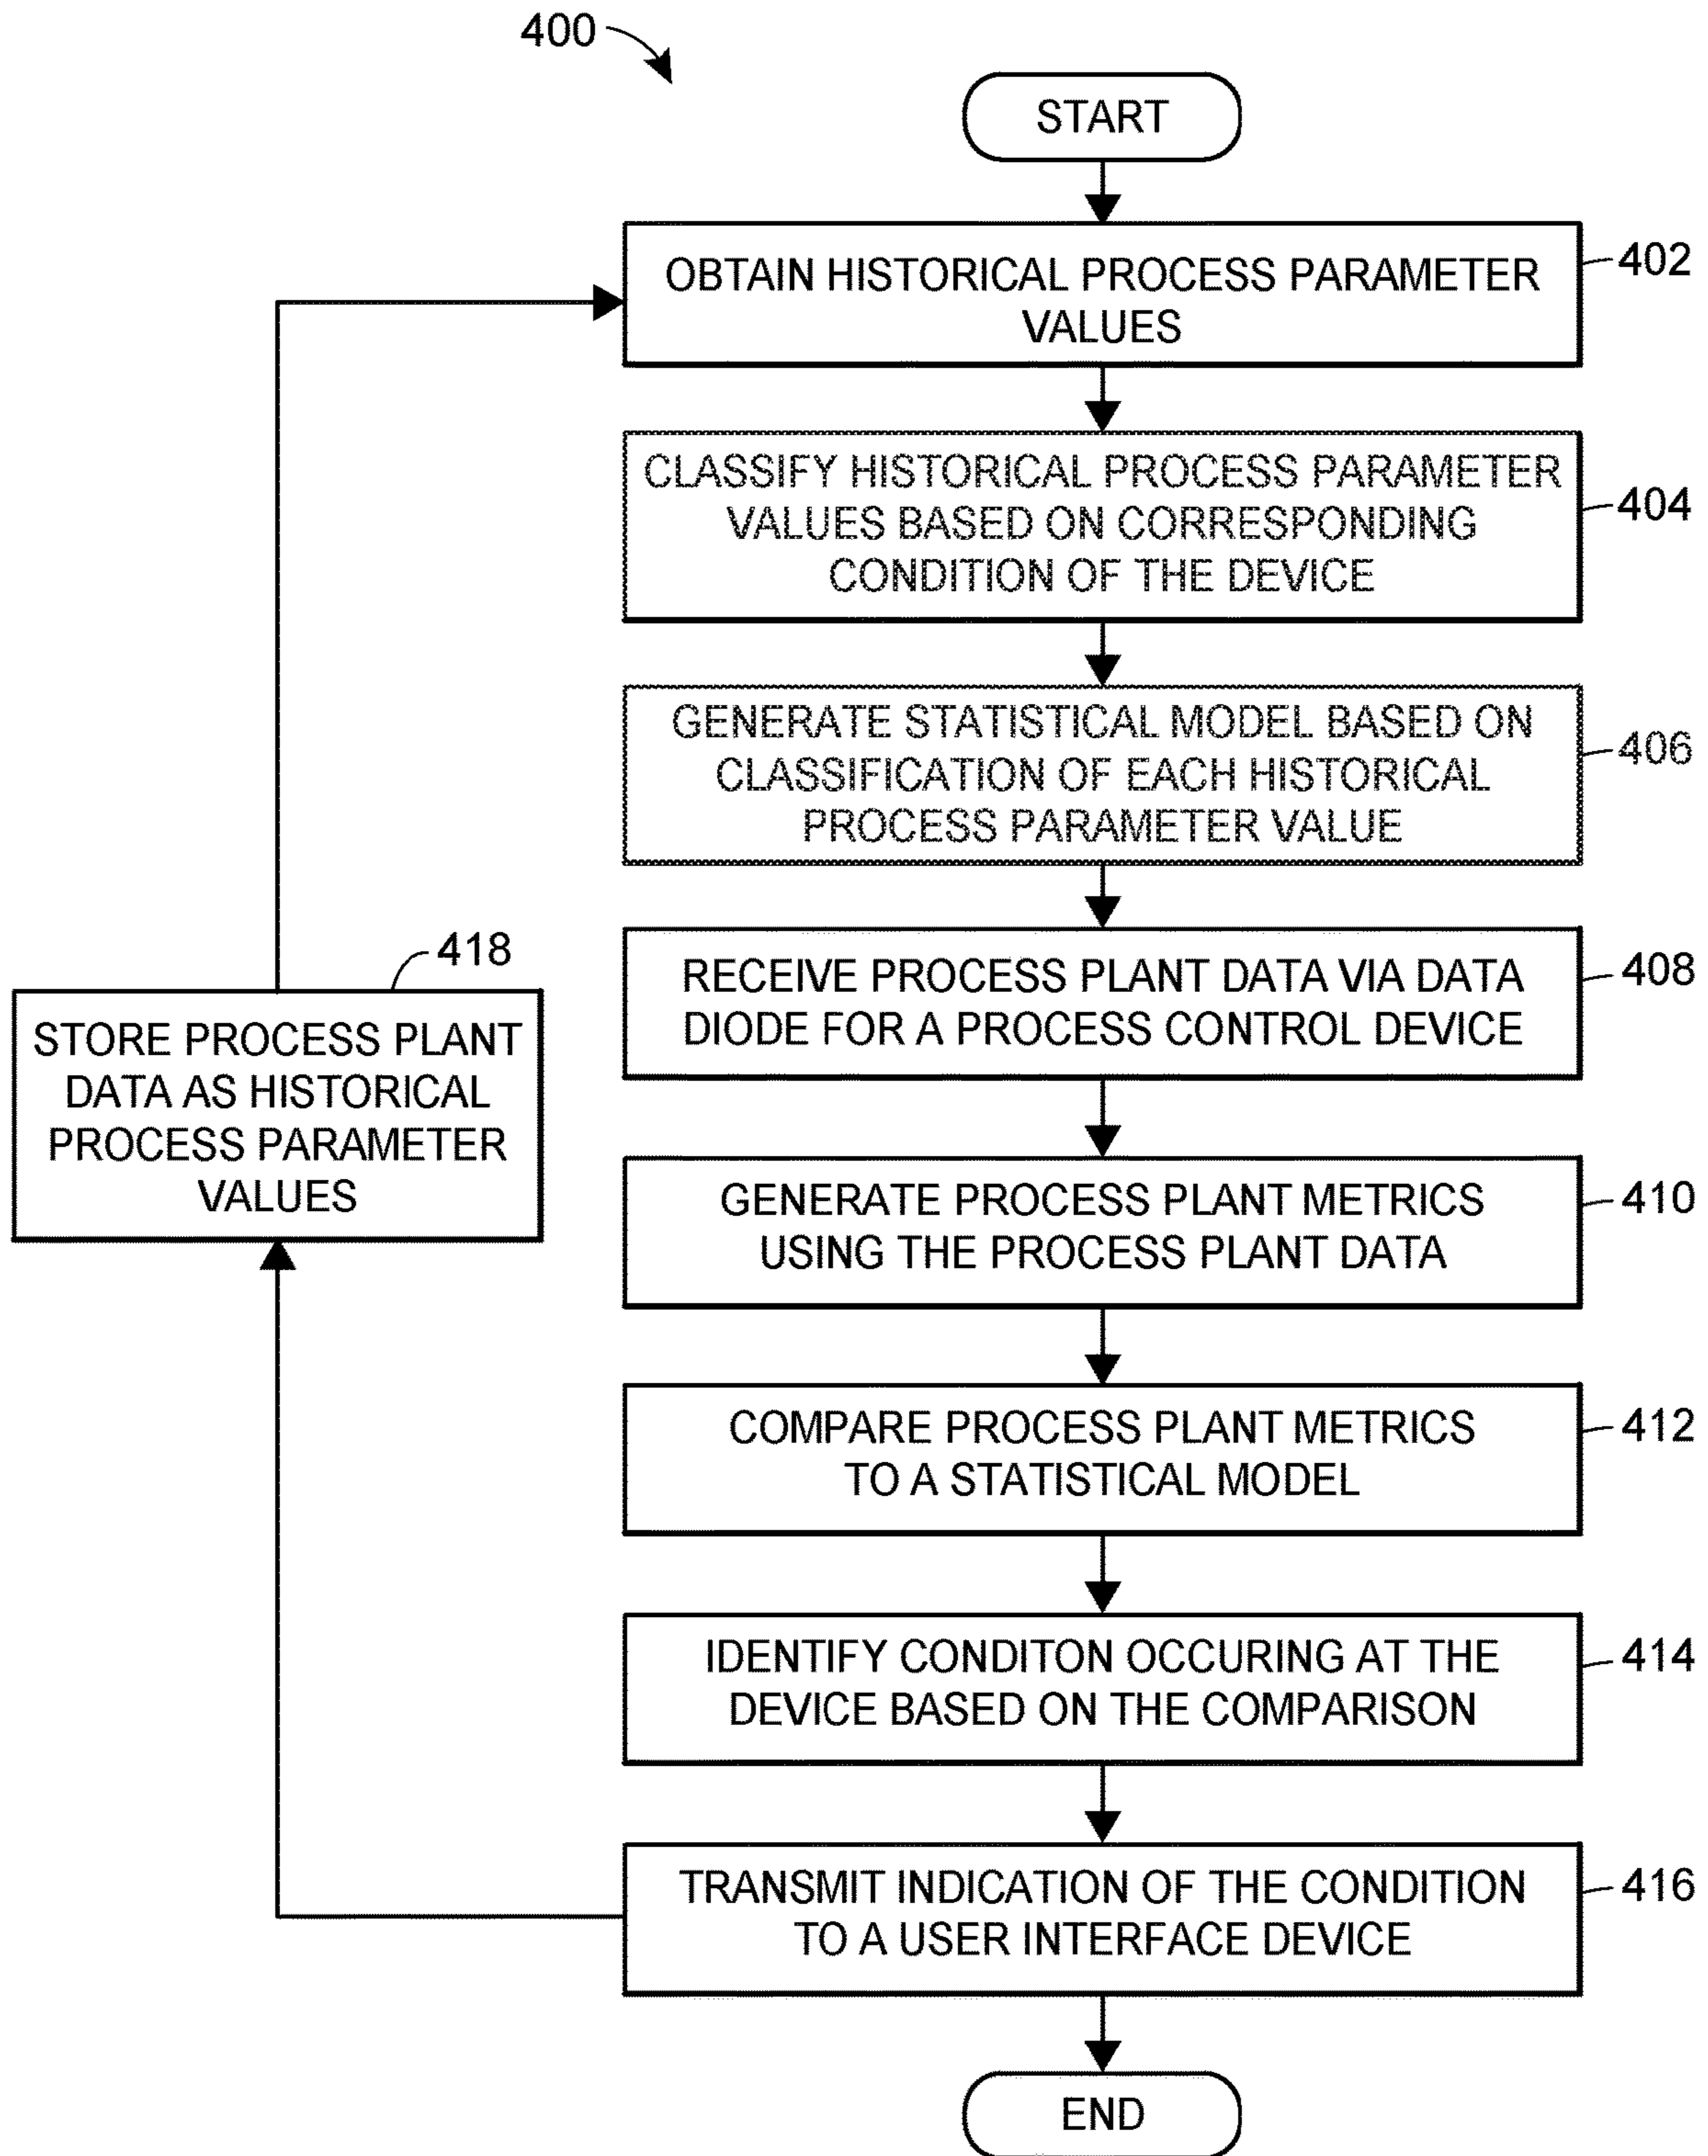 400
START
OBTAIN HISTORICAL PROCESS PARAMETER
VALUES
402
CLASSIFY HISTORICAL PROCESS PARAMETER
VALUES BASED ON CORRESPONDING
CONDITION OF THE DEVICE
404
GENERATE STATISTICAL MODEL BASED ON
CLASSIFICATION OF EACH HISTORICAL
PROCESS PARAMETER VALUE
406
RECEIVE PROCESS PLANT DATA VIA DATA
DIODE FOR A PROCESS CONTROL DEVICE
408
GENERATE PROCESS PLANT METRICS
USING THE PROCESS PLANT DATA
410
COMPARE PROCESS PLANT METRICS
TO A STATISTICAL MODEL
412
IDENTIFY CONDITON OCCURING AT THE
DEVICE BASED ON THE COMPARISON
414
TRANSMIT INDICATION OF THE CONDITION
TO A USER INTERFACE DEVICE
416
418
STORE PROCESS PLANT
DATA AS HISTORICAL
PROCESS PARAMETER
VALUES
END